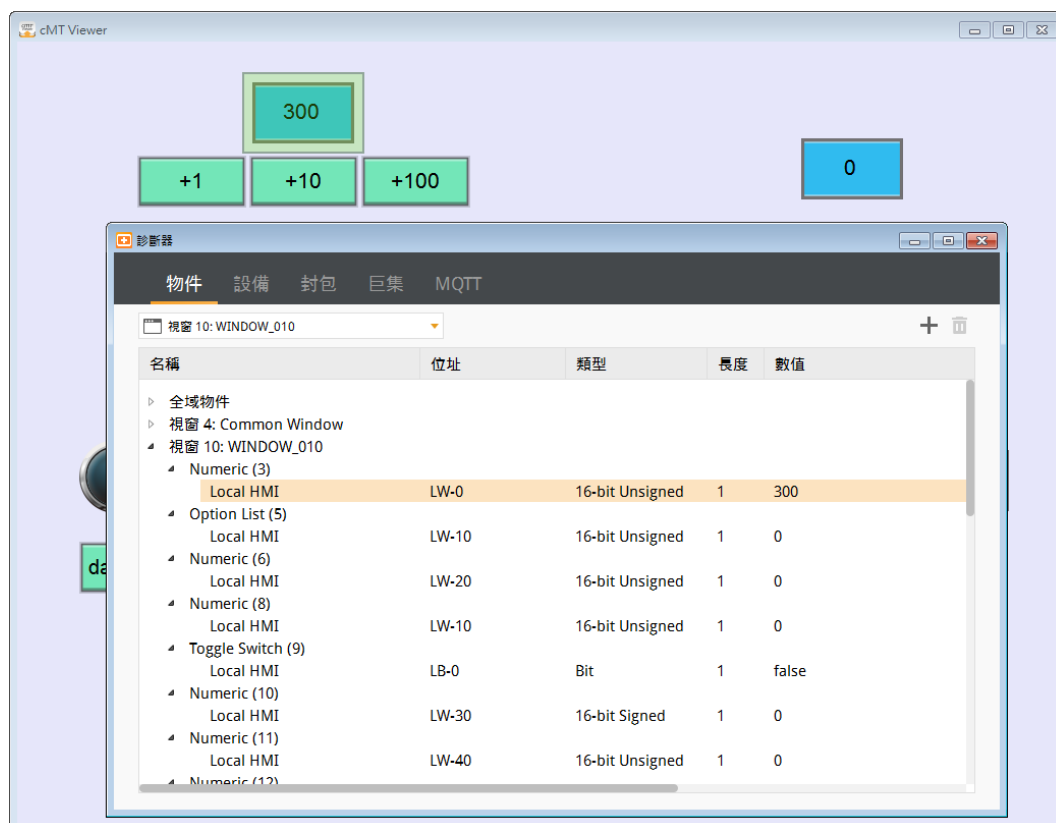 cMT Viewer
300
+1 +10 +100
0
診斷器
物件 設備 封包 巨集 MQTT
視窗 10: WINDOW_010
名稱 位址 類型 長度 數值
全域物件
視窗 4: Common Window
視窗 10: WINDOW_010
Numeric (3)
Local HMI LW-0 16-bit Unsigned 1 300
Option List (5)
Local HMI LW-10 16-bit Unsigned 1 0
Numeric (6)
Local HMI LW-20 16-bit Unsigned 1 0
Numeric (8)
Local HMI LW-10 16-bit Unsigned 1 0
Toggle Switch (9)
Local HMI LB-0 Bit 1 false
Numeric (10)
Local HMI LW-30 16-bit Signed 1 0
Numeric (11)
Local HMI LW-40 16-bit Unsigned 1 0
Numeric (12)